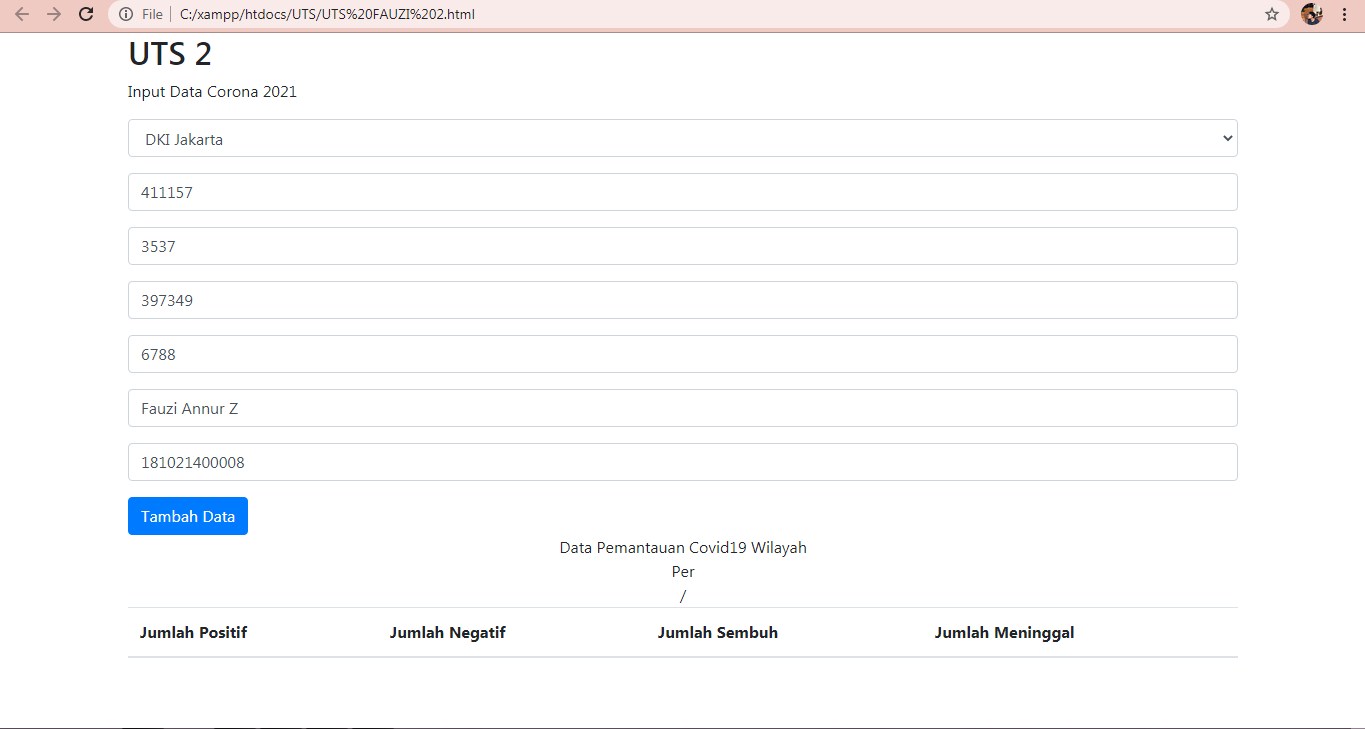 File C:/xampp/htdocs/UTS/UTS%20FAUZI%202.html
UTS 2
Input Data Corona 2021
DKI Jakarta
411157
3537
397349
6788
Fauzi Annur Z
181021400008
Tambah Data
Data Pemantauan Covid19 Wilayah
Per
/
Jumlah Positif Jumlah Negatif Jumlah Sembuh Jumlah Meninggal